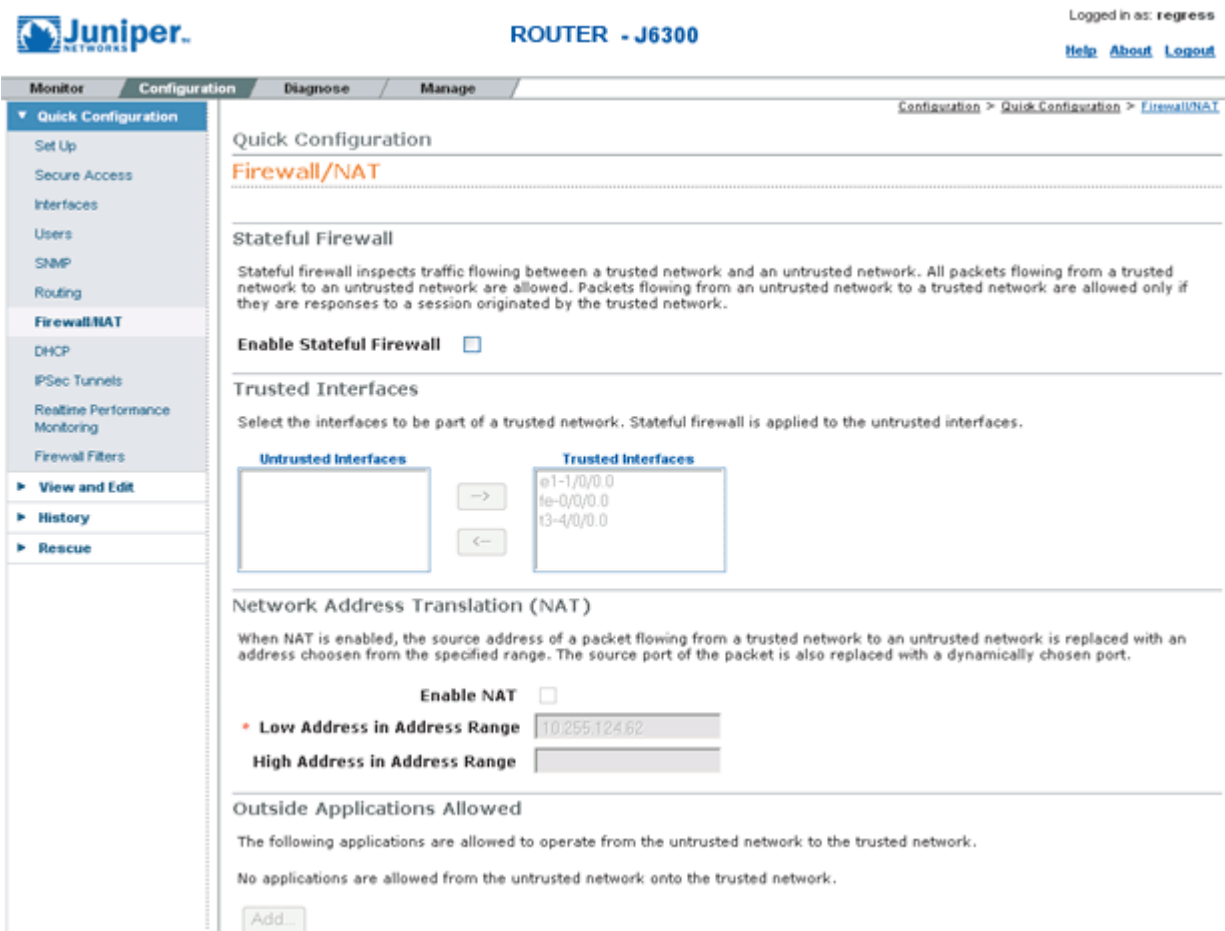 Juniper
NETWORKS
ROUTER - J6300
Logged in as: regress
Help About Logout
Monitor Configuration Diagnose Manage
Configuration > Quick Configuration > Firewall/NAT
Quick Configuration
Set Up
Secure Access
Interfaces
Users
SNMP
Routing
Firewall/NAT
DHCP
IPSec Tunnels
Realtime Performance
Monitoring
Firewall Filters
View and Edit
History
Rescue
Quick Configuration
Firewall/NAT
Stateful Firewall
Stateful firewall inspects traffic flowing between a trusted network and an untrusted network. All packets flowing from a trusted
network to an untrusted network are allowed. Packets flowing from an untrusted network to a trusted network are allowed only if
they are responses to a session originated by the trusted network.
Enable Stateful Firewall
Trusted Interfaces
Select the interfaces to be part of a trusted network. Stateful firewall is applied to the untrusted interfaces.
Untrusted Interfaces
-->
<--
Trusted Interfaces
e1-1/0/0.0
fe-0/0/0.0
t3-4/0/0.0
Network Address Translation (NAT)
When NAT is enabled, the source address of a packet flowing from a trusted network to an untrusted network is replaced with an
address choosen from the specified range. The source port of the packet is also replaced with a dynamically chosen port.
Enable NAT
* Low Address in Address Range 10.255.124.62
High Address in Address Range
Outside Applications Allowed
The following applications are allowed to operate from the untrusted network to the trusted network.
No applications are allowed from the untrusted network onto the trusted network.
Add...